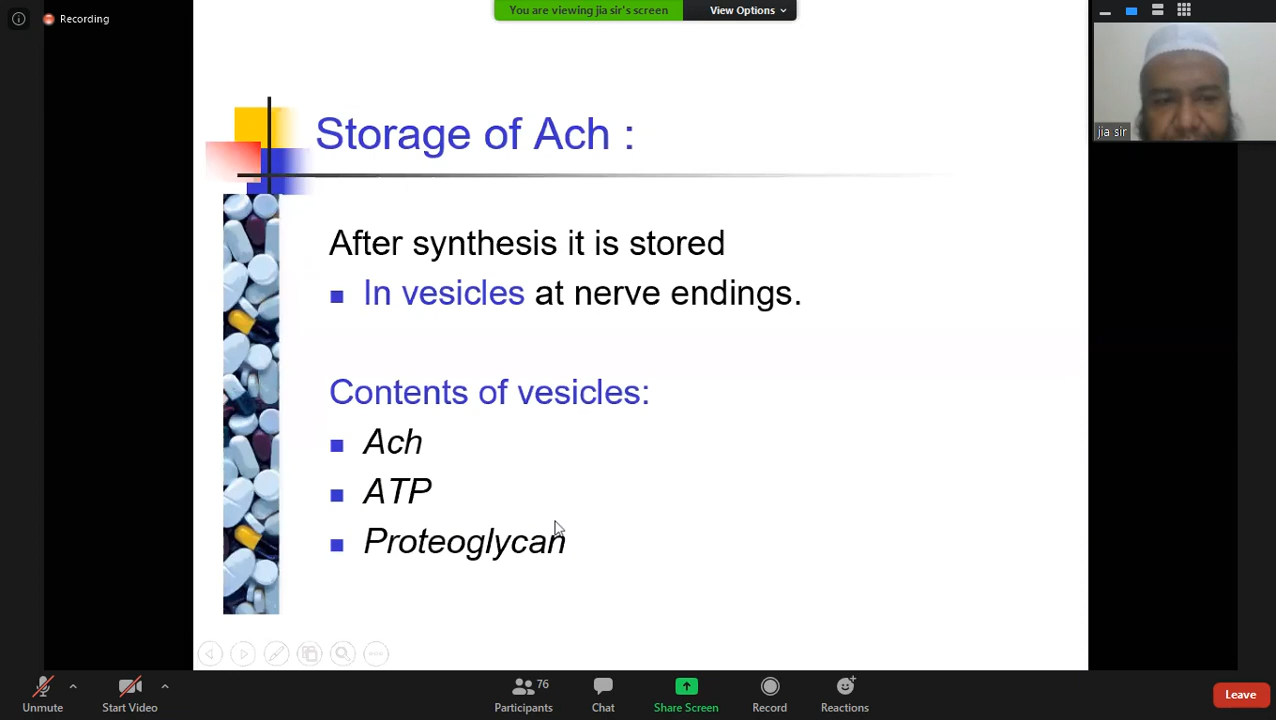 Recording
You are viewing jia sir's screen
View Options
jia sir
Storage of Ach :
After synthesis it is stored
In vesicles at nerve endings.
Contents of vesicles:
Ach
ATP
Proteoglycan
Unmute
Start Video
76
Participants
Chat
Share Screen
Record
Reactions
Leave